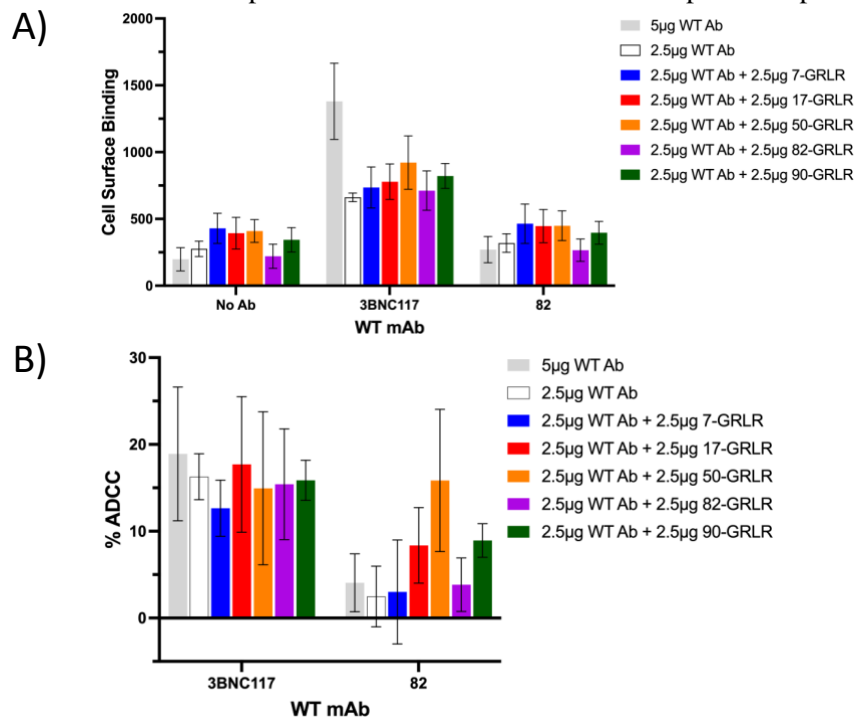 A)
2000
1500
1000
500
0
Cell Surface Binding
No Ab
3BNC117
82
WT mAb
5µg WT Ab
2.5µg WT Ab
2.5µg WT Ab + 2.5µg 7-GRLR
2.5µg WT Ab + 2.5µg 17-GRLR
2.5µg WT Ab + 2.5µg 50-GRLR
2.5µg WT Ab + 2.5µg 82-GRLR
2.5µg WT Ab + 2.5µg 90-GRLR
B)
30
20
10
0
% ADCC
3BNC117
82
WT mAb
5µg WT Ab
2.5µg WT Ab
2.5µg WT Ab + 2.5µg 7-GRLR
2.5µg WT Ab + 2.5µg 17-GRLR
2.5µg WT Ab + 2.5µg 50-GRLR
2.5µg WT Ab + 2.5µg 82-GRLR
2.5µg WT Ab + 2.5µg 90-GRLR